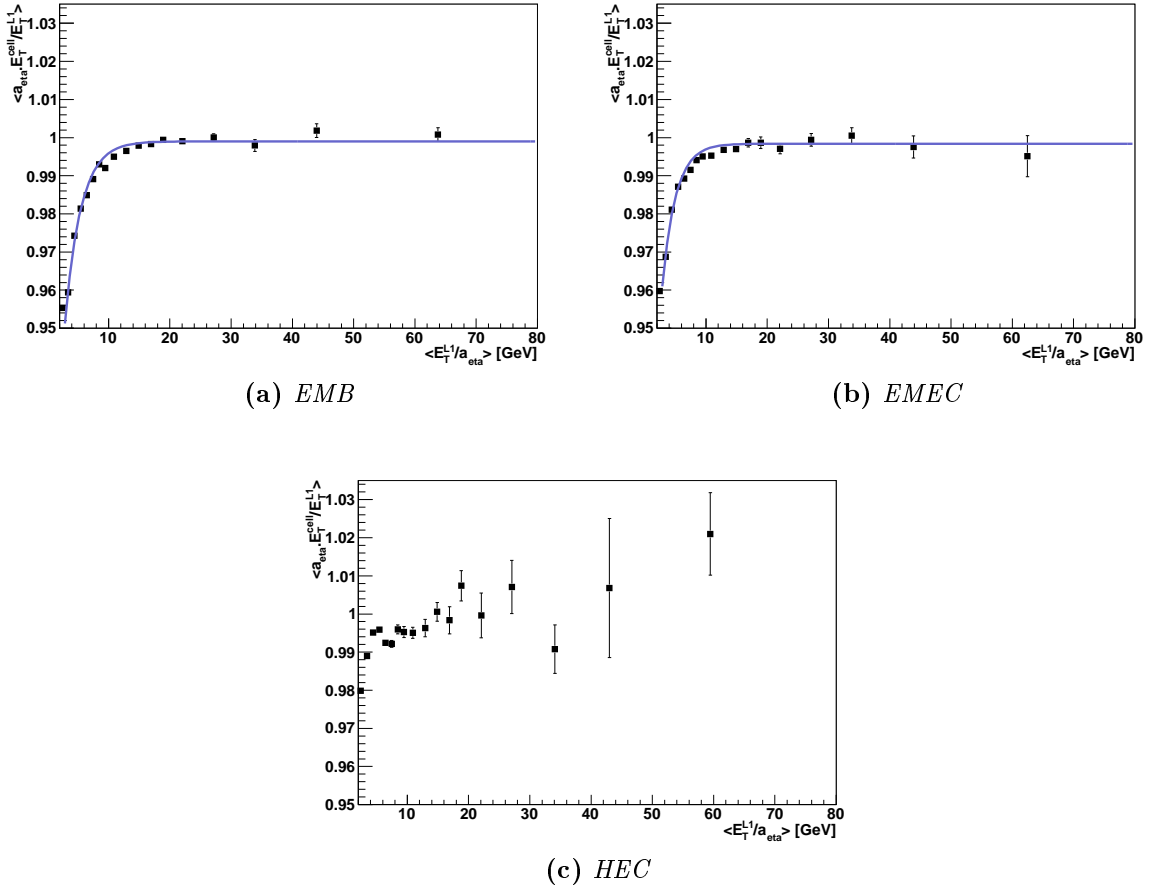 <a_eta.E_T^cell/E_T^L1>
1.03
1.02
1.01
1
0.99
0.98
0.97
0.96
0.95
10 20 30 40 50 60 70 80
<E_T^L1/a_eta> [GeV]
(a) EMB
<a_eta.E_T^cell/E_T^L1>
1.03
1.02
1.01
1
0.99
0.98
0.97
0.96
0.95
10 20 30 40 50 60 70 80
<E_T^L1/a_eta> [GeV]
(b) EMEC
<a_eta.E_T^cell/E_T^L1>
1.03
1.02
1.01
1
0.99
0.98
0.97
0.96
0.95
10 20 30 40 50 60 70 80
<E_T^L1/a_eta> [GeV]
(c) HEC